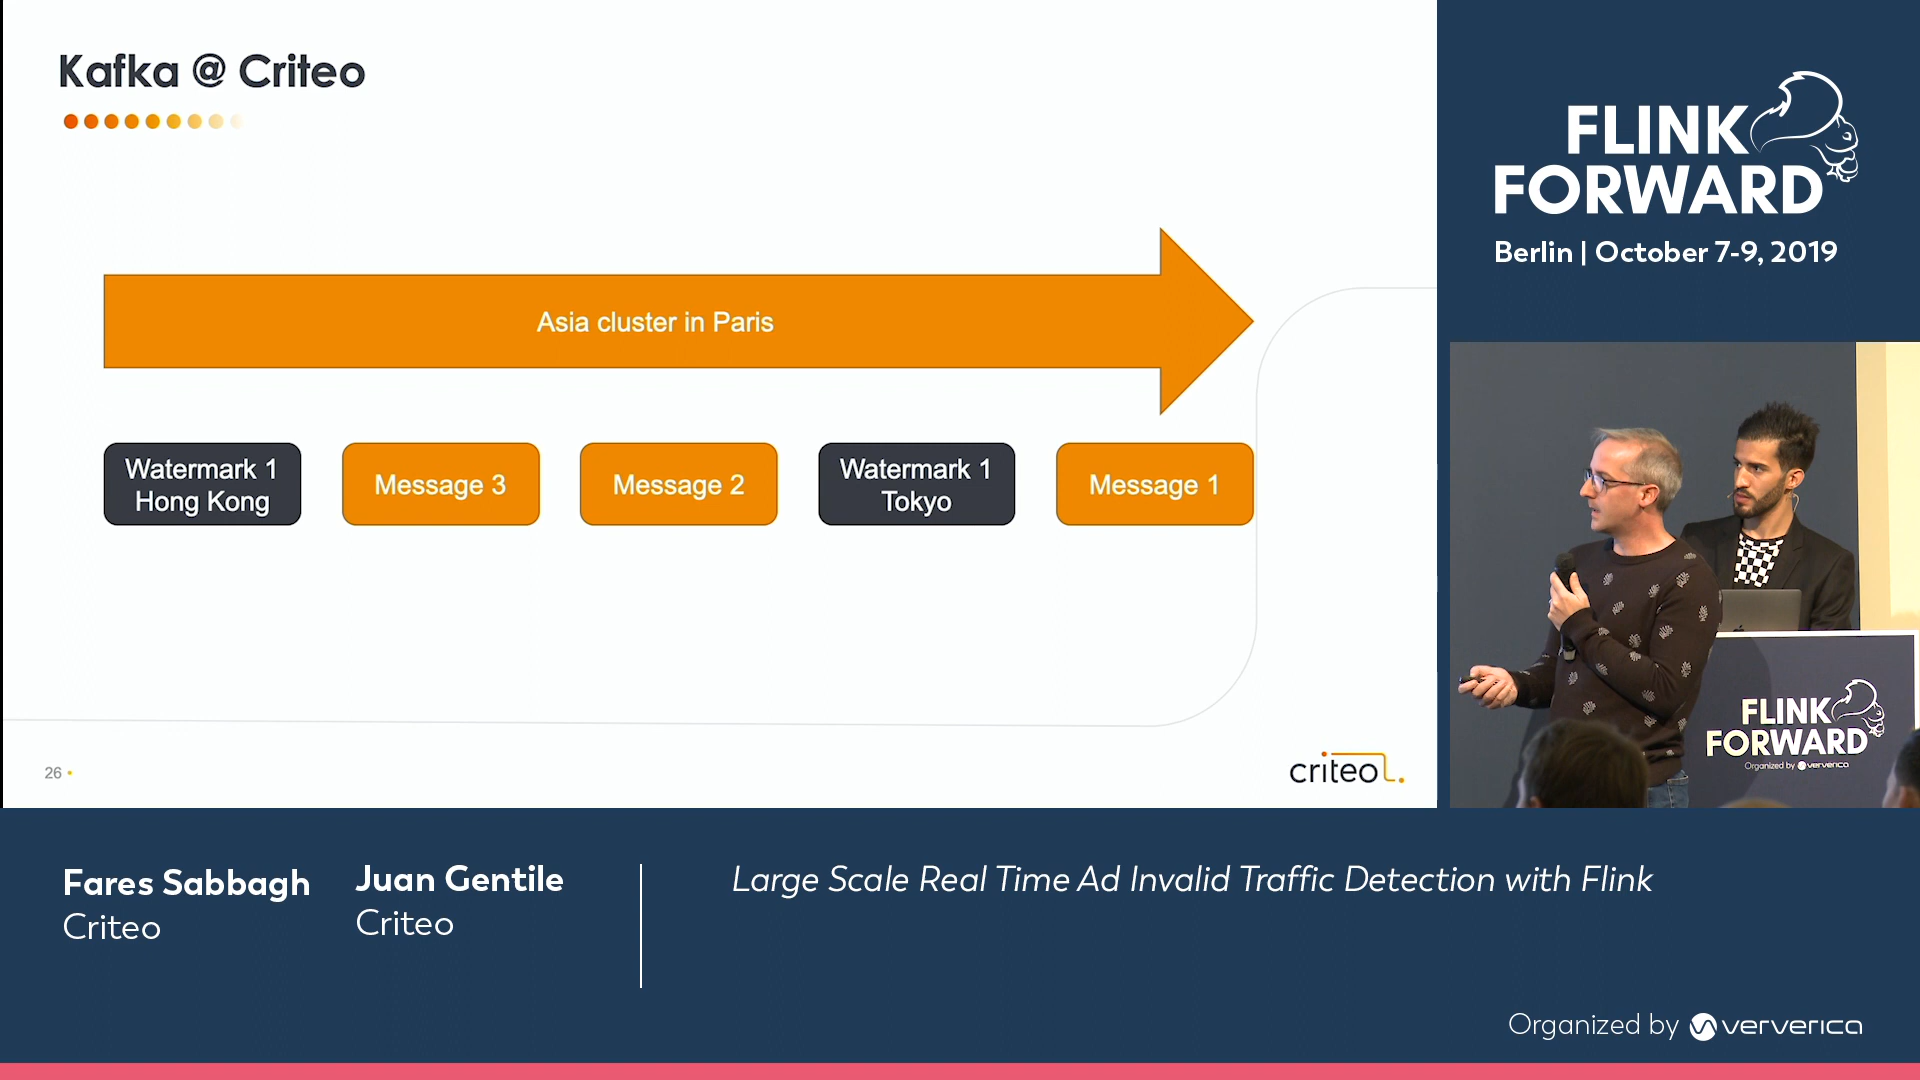 Kafka @ Criteo
Asia cluster in Paris
Watermark 1
Hong Kong
Message 3
Message 2
Watermark 1
Tokyo
Message 1
26
criteo
FLINK
FORWARD
Berlin | October 7-9, 2019
FLINK
FORWARD
Organized by ververica
Fares Sabbagh
Criteo
Juan Gentile
Criteo
Large Scale Real Time Ad Invalid Traffic Detection with Flink
Organized by ververica